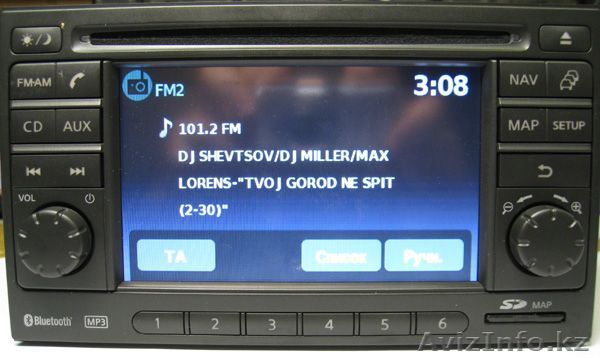 FM·AM
CD AUX
VOL
Bluetooth MP3
FM2 3:08
101.2 FM
DJ SHEVTSOV/DJ MILLER/MAX
LORENS-"TVOJ GOROD NE SPIT
(2-30)"
TA Список Ручн.
1 2 3 4 5 6
NAV
MAP SETUP
SD MAP
AvizInfo.kz